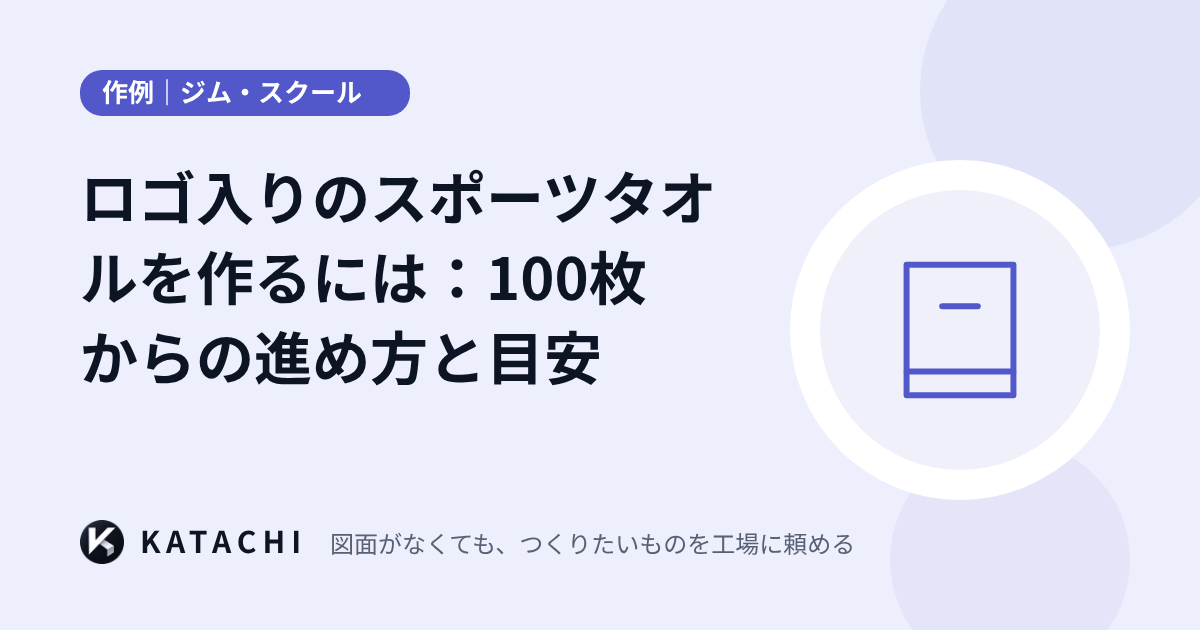 作例｜ジム・スクール
ロゴ入りのスポーツタオ
ルを作るには：100枚
からの進め方と目安
KATACHI 図面がなくても、つくりたいものを工場に頼める